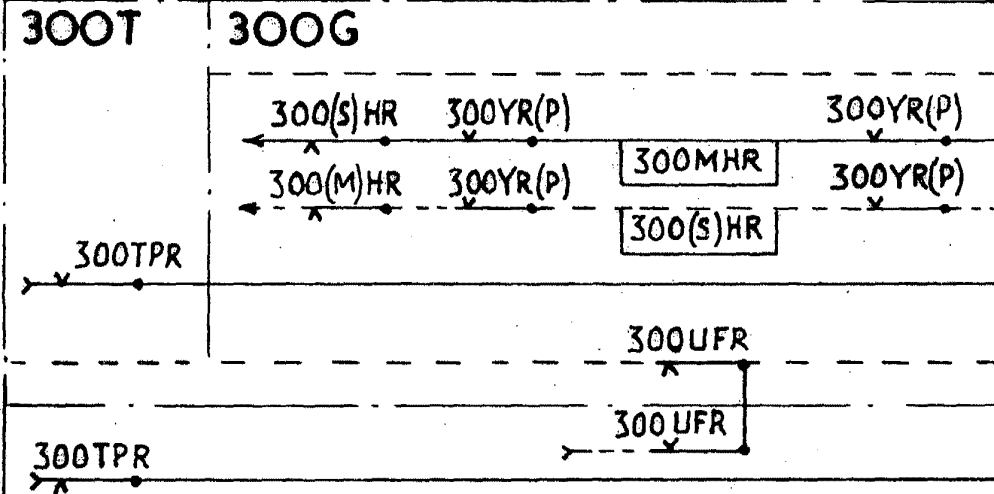 300T 300G
300(S)HR 300YR(P) 300YR(P)
300MHR
300(M)HR 300YR(P) 300YR(P)
300(S)HR
300TPR
300UFR
300UFR
300TPR